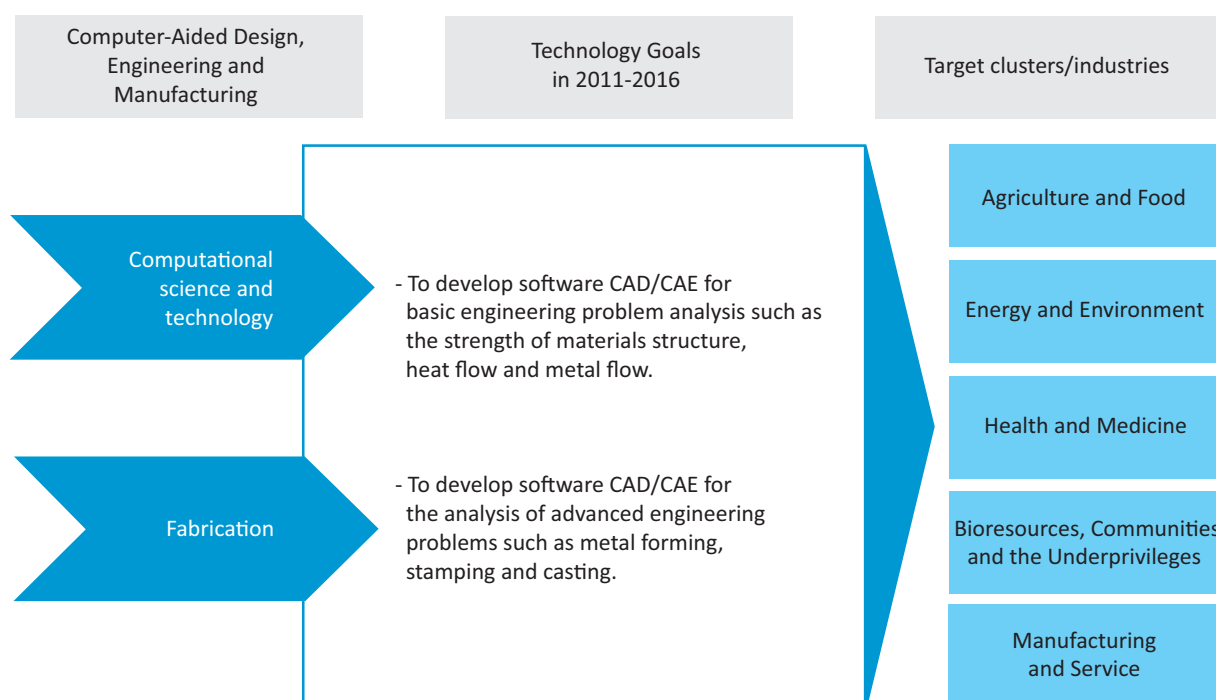 Computer-Aided Design,
Engineering and
Manufacturing
Technology Goals
in 2011-2016
Target clusters/industries
Computational
science and
technology
- To develop software CAD/CAE for
basic engineering problem analysis such as
the strength of materials structure,
heat flow and metal flow.
Fabrication
- To develop software CAD/CAE for
the analysis of advanced engineering
problems such as metal forming,
stamping and casting.
Agriculture and Food
Energy and Environment
Health and Medicine
Bioresources, Communities
and the Underprivileges
Manufacturing
and Service